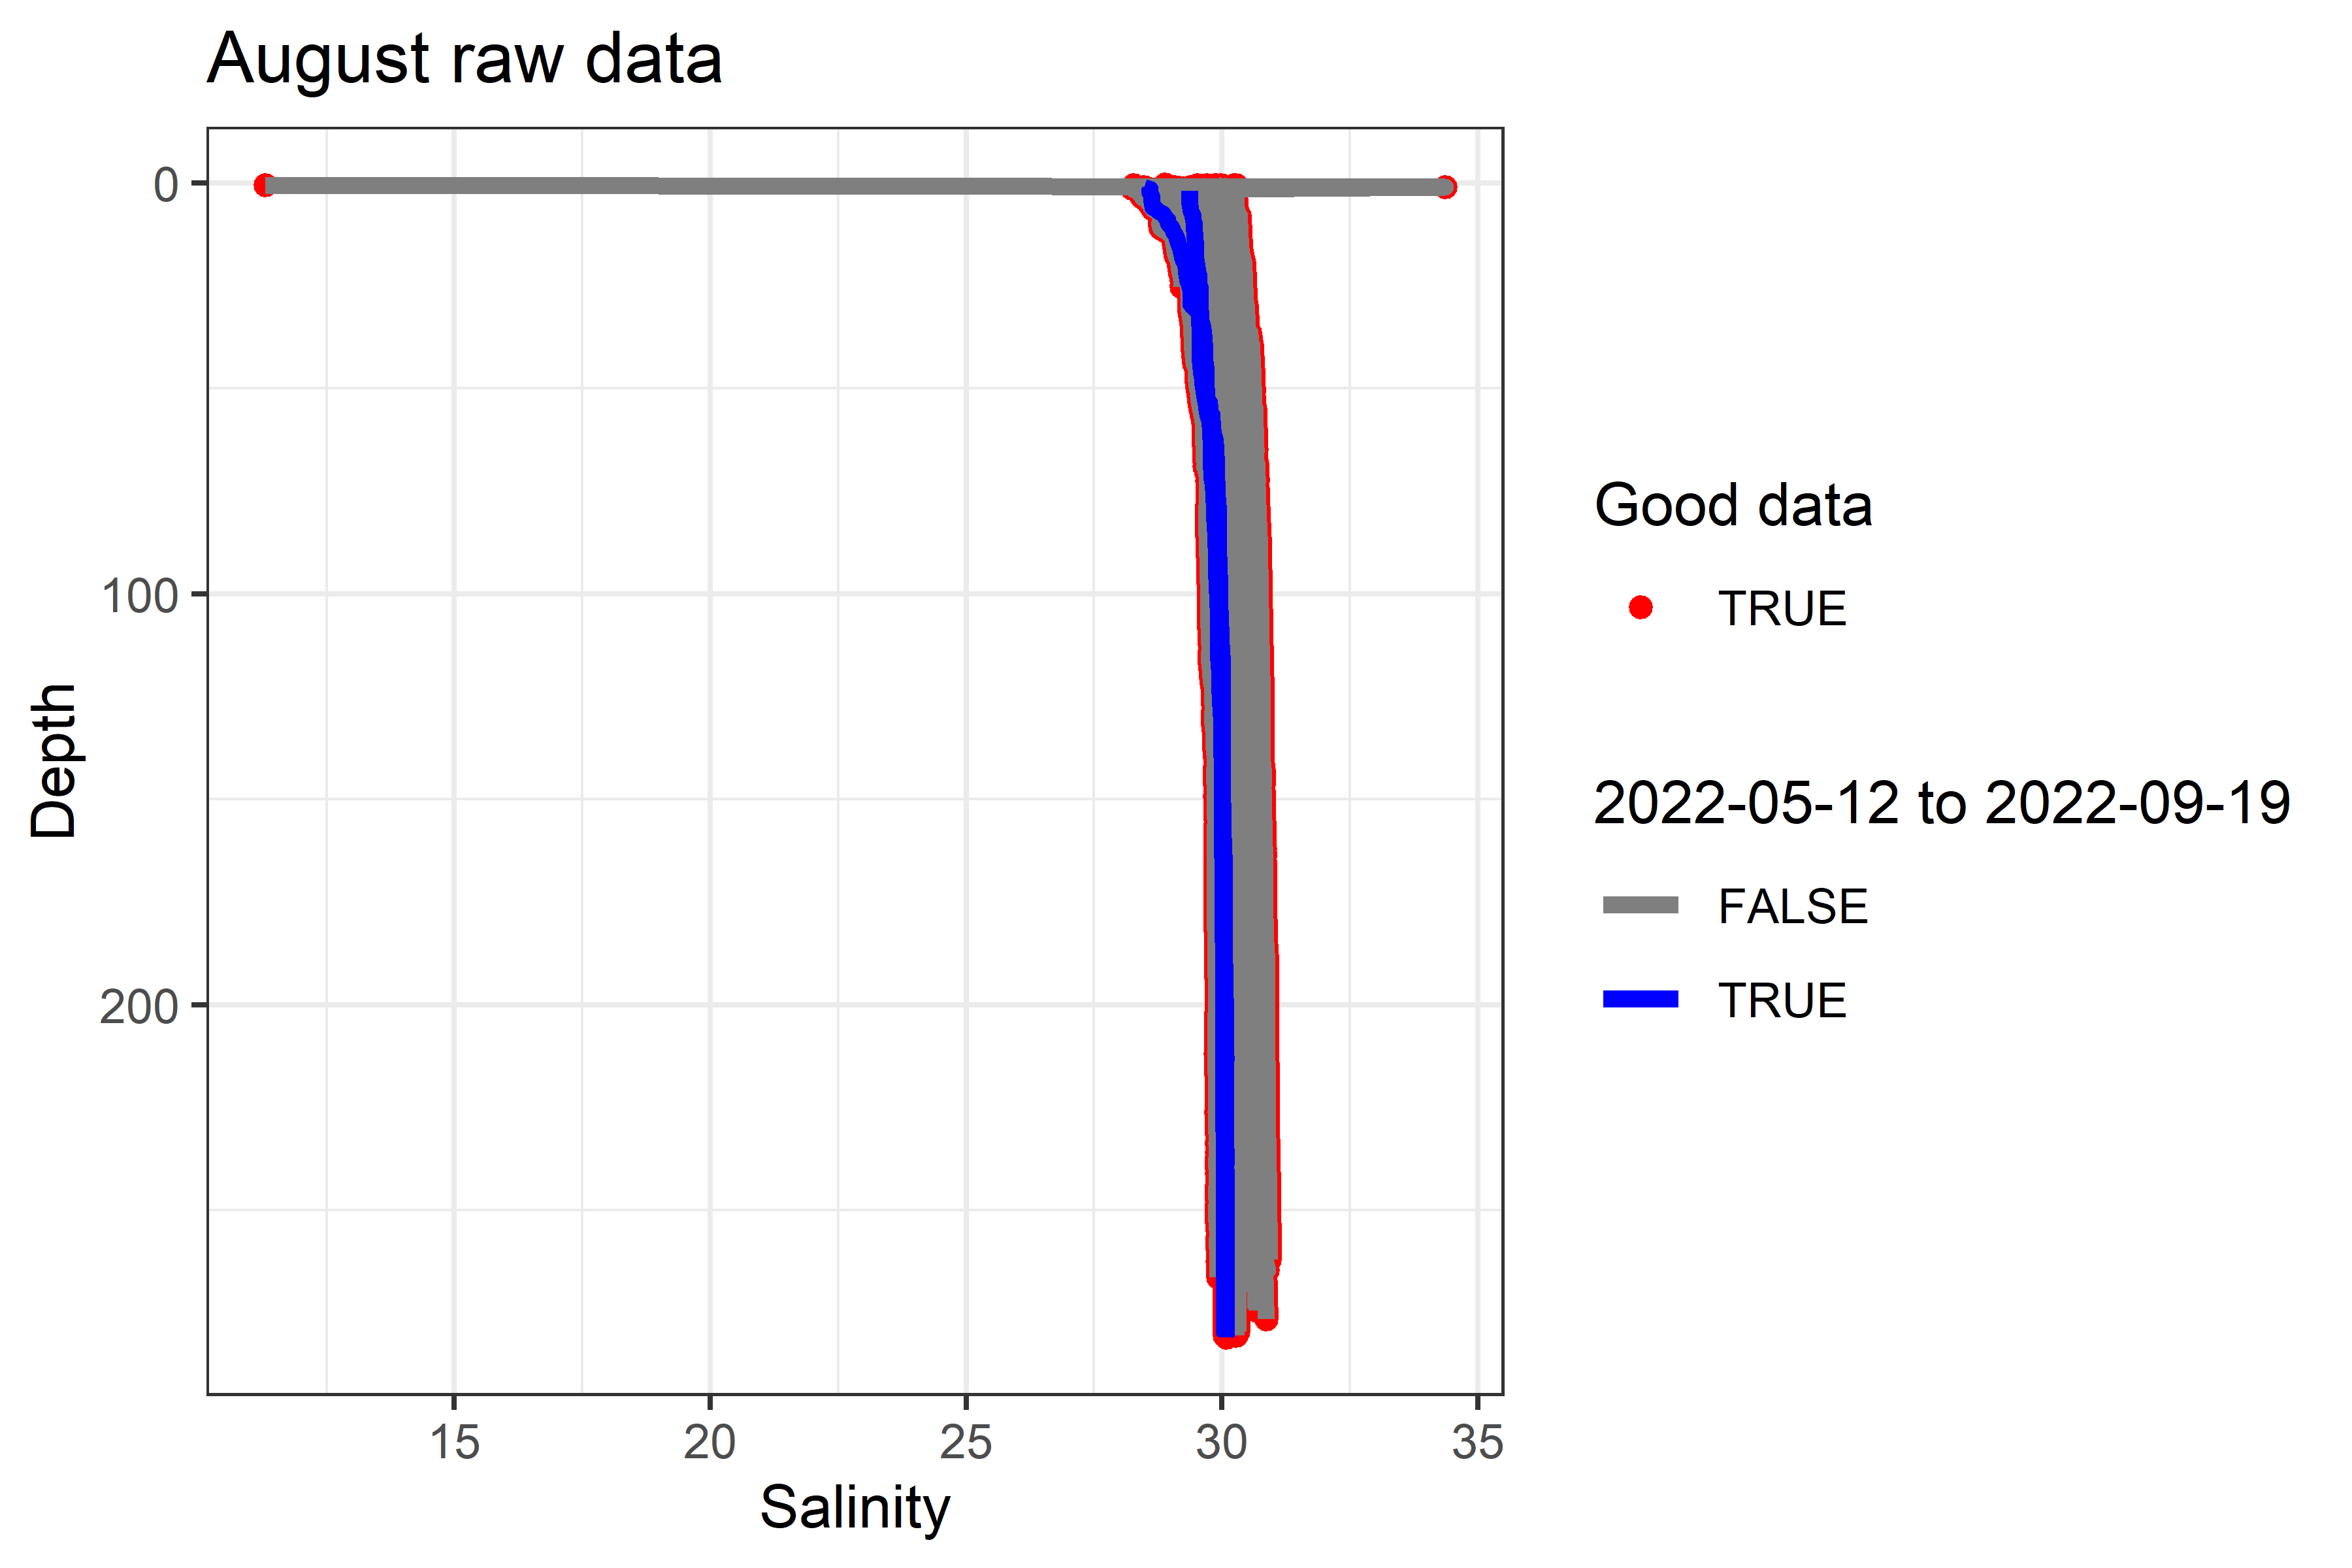 August raw data
0
100
200
Depth
15 20 25 30 35
Salinity
Good data
TRUE
2022-05-12 to 2022-09-19
FALSE
TRUE